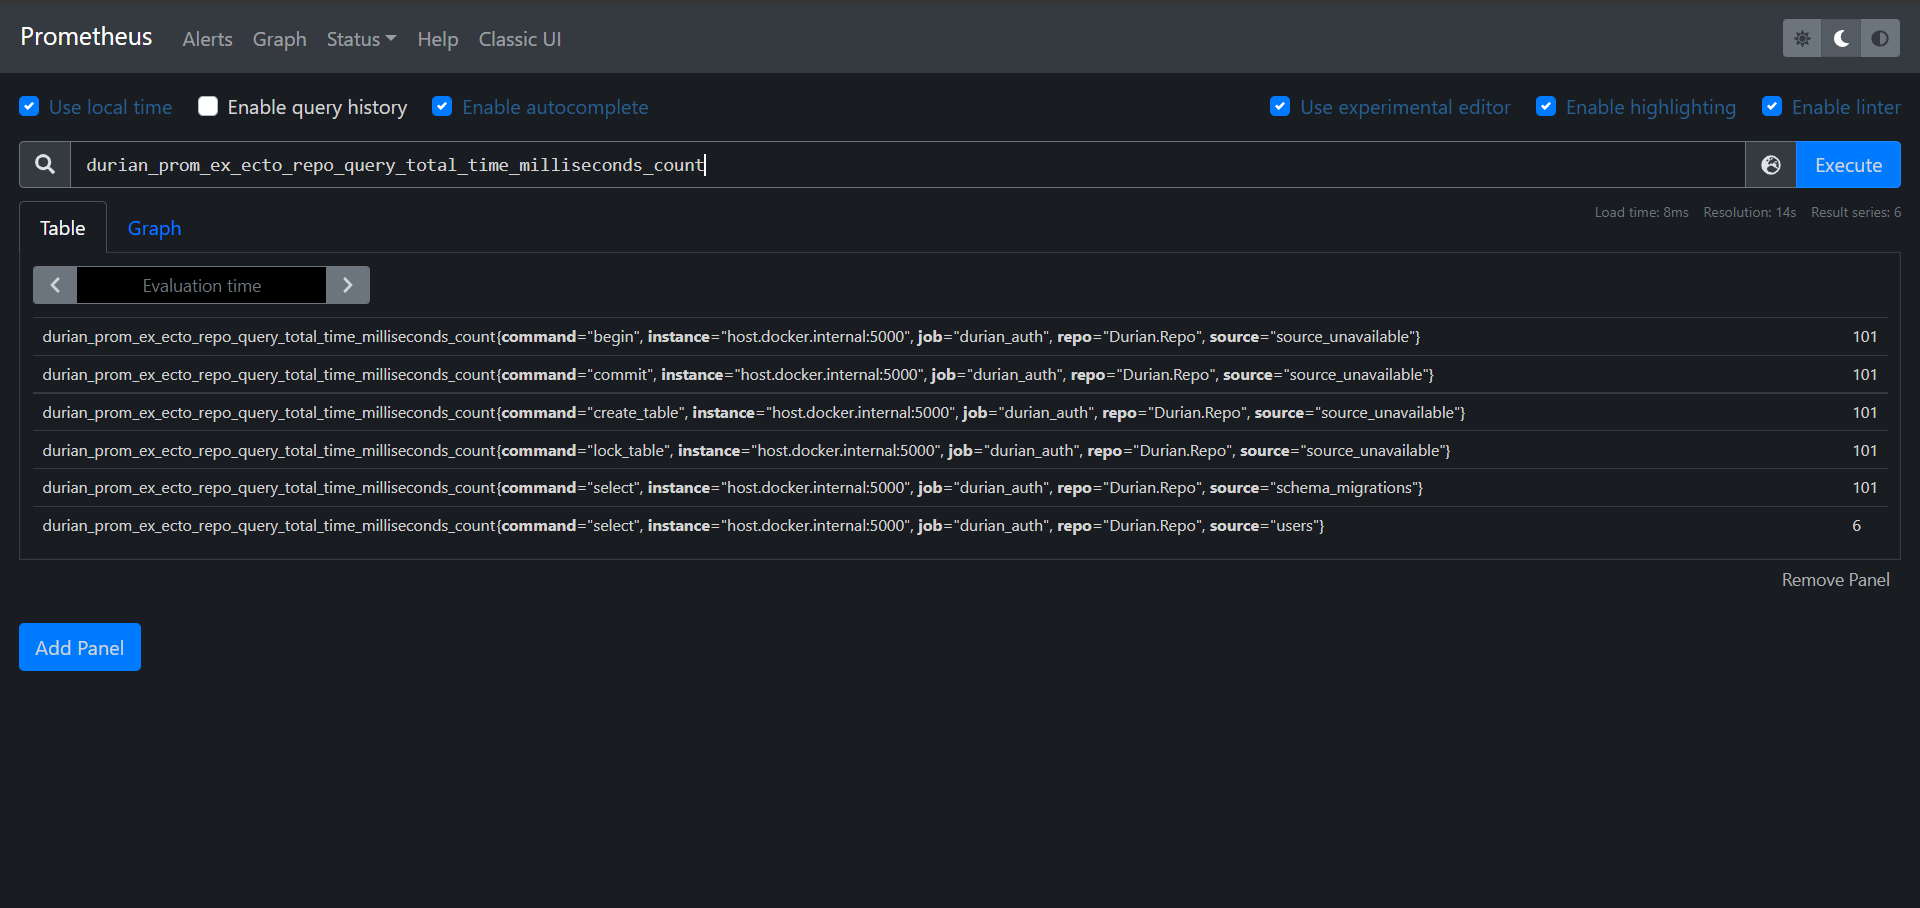 Prometheus Alerts Graph Status Help Classic UI
Use local time Enable query history Enable autocomplete Use experimental editor Enable highlighting Enable linter
durian_prom_ex_ecto_repo_query_total_time_milliseconds_count Execute
Load time: 8ms Resolution: 14s Result series: 6
Table Graph
Evaluation time
durian_prom_ex_ecto_repo_query_total_time_milliseconds_count{command="begin", instance="host.docker.internal:5000", job="durian_auth", repo="Durian.Repo", source="source_unavailable"} 101
durian_prom_ex_ecto_repo_query_total_time_milliseconds_count{command="commit", instance="host.docker.internal:5000", job="durian_auth", repo="Durian.Repo", source="source_unavailable"} 101
durian_prom_ex_ecto_repo_query_total_time_milliseconds_count{command="create_table", instance="host.docker.internal:5000", job="durian_auth", repo="Durian.Repo", source="source_unavailable"} 101
durian_prom_ex_ecto_repo_query_total_time_milliseconds_count{command="lock_table", instance="host.docker.internal:5000", job="durian_auth", repo="Durian.Repo", source="source_unavailable"} 101
durian_prom_ex_ecto_repo_query_total_time_milliseconds_count{command="select", instance="host.docker.internal:5000", job="durian_auth", repo="Durian.Repo", source="schema_migrations"} 101
durian_prom_ex_ecto_repo_query_total_time_milliseconds_count{command="select", instance="host.docker.internal:5000", job="durian_auth", repo="Durian.Repo", source="users"} 6
Remove Panel
Add Panel